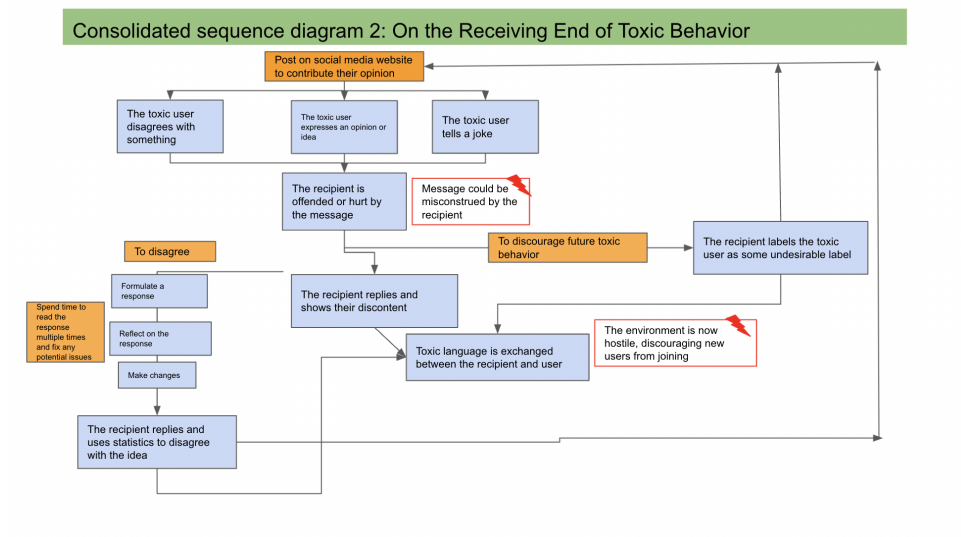 Consolidated sequence diagram 2: On the Receiving End of Toxic Behavior
Post on social media website
to contribute their opinion
The toxic user
disagrees with
something
The toxic user
expresses an opinion or
idea
The toxic user
tells a joke
The recipient is
offended or hurt by
the message
Message could be
misconstrued by the
recipient
To discourage future toxic
behavior
The recipient labels the toxic
user as some undesirable label
To disagree
Formulate a
response
The recipient replies and
shows their discontent
Spend time to
read the
response
multiple times
and fix any
potential issues
Reflect on the
response
Make changes
Toxic language is exchanged
between the recipient and user
The environment is now
hostile, discouraging new
users from joining
The recipient replies and
uses statistics to disagree
with the idea